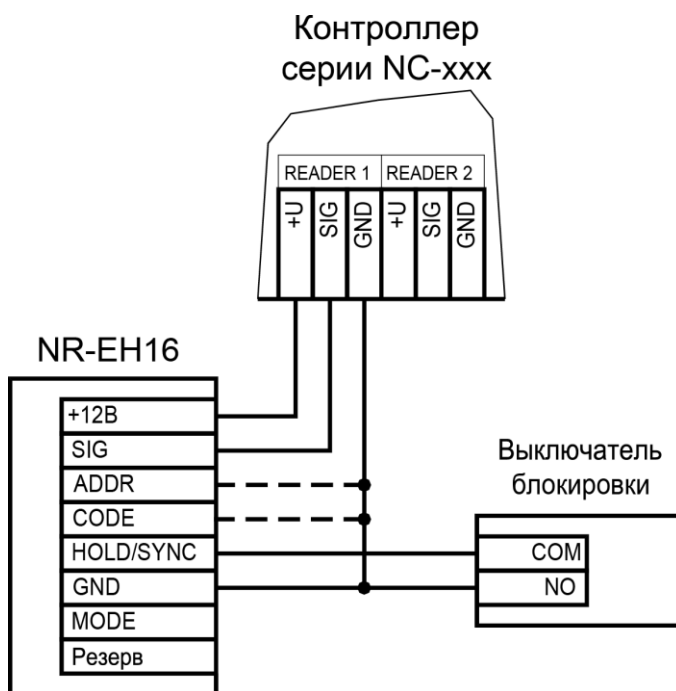 Контроллер
серии NC-xxx
READER 1 READER 2
+U SIG GND +U SIG GND
NR-EH16
+12В
SIG
ADDR
CODE
HOLD/SYNC
GND
MODE
Резерв
Выключатель
блокировки
COM
NO